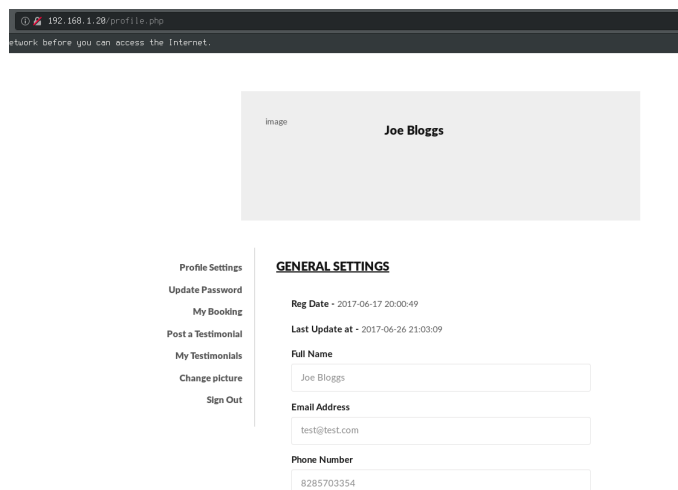 192.168.1.20/profile.php
etwork before you can access the Internet.
image
Joe Bloggs
Profile Settings
Update Password
My Booking
Post a Testimonial
My Testimonials
Change picture
Sign Out
GENERAL SETTINGS
Reg Date - 2017-06-17 20:00:49
Last Update at - 2017-06-26 21:03:09
Full Name
Joe Bloggs
Email Address
test@test.com
Phone Number
8285703354